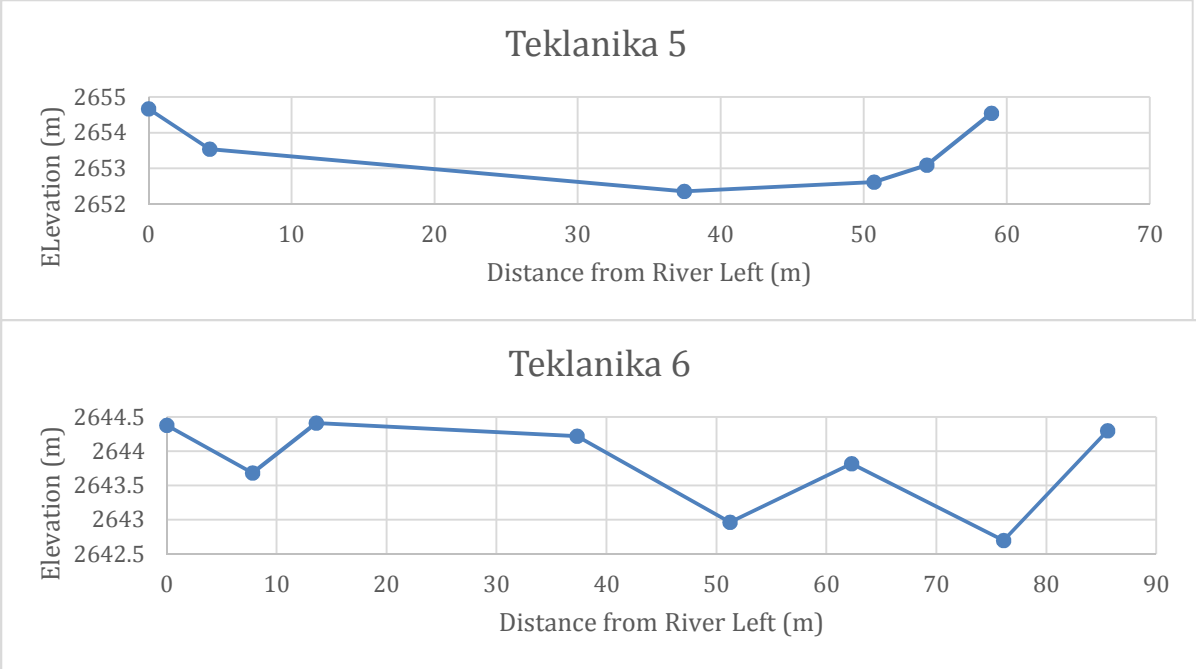 Teklanika 5
ELevation (m)
2655
2654
2653
2652
0 10 20 30 40 50 60 70
Distance from River Left (m)
Teklanika 6
Elevation (m)
2644.5
2644
2643.5
2643
2642.5
0 10 20 30 40 50 60 70 80 90
Distance from River Left (m)